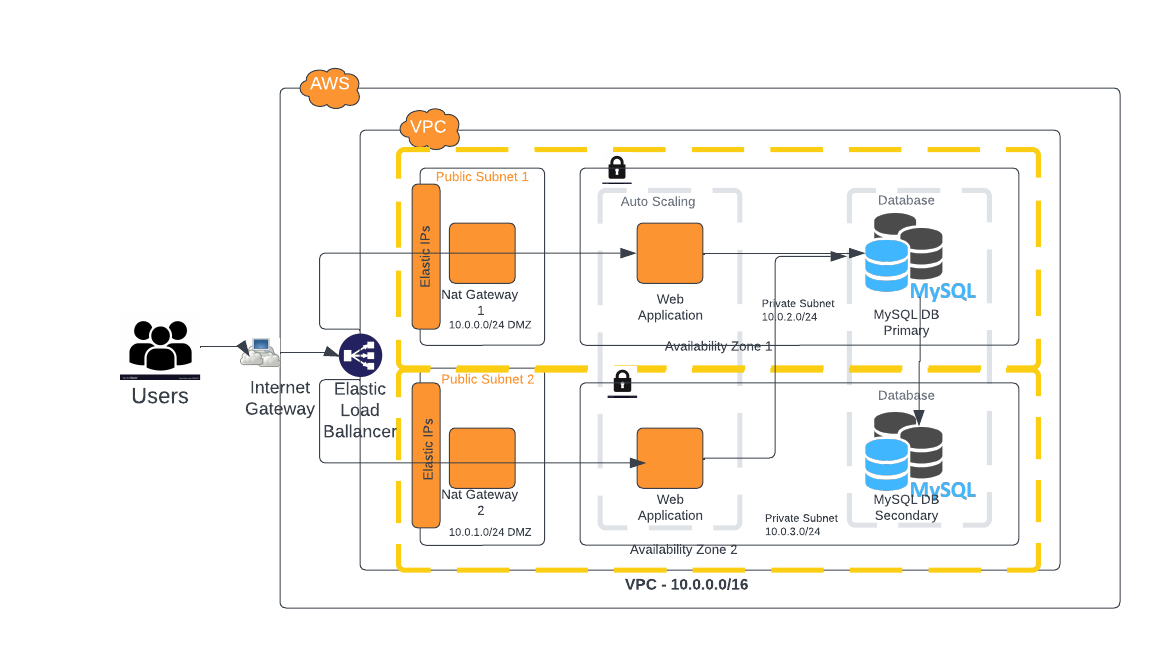 AWS
VPC
Public Subnet 1
Elastic IPs
Nat Gateway
1
10.0.0.0/24 DMZ
Auto Scaling
Web
Application
Private Subnet
10.0.2.0/24
Database
MySQL
MySQL DB
Primary
Availability Zone 1
Users
Internet
Gateway
Elastic
Load
Ballancer
Public Subnet 2
Elastic IPs
Nat Gateway
2
10.0.1.0/24 DMZ
Web
Application
Private Subnet
10.0.3.0/24
Database
MySQL
MySQL DB
Secondary
Availability Zone 2
VPC - 10.0.0.0/16